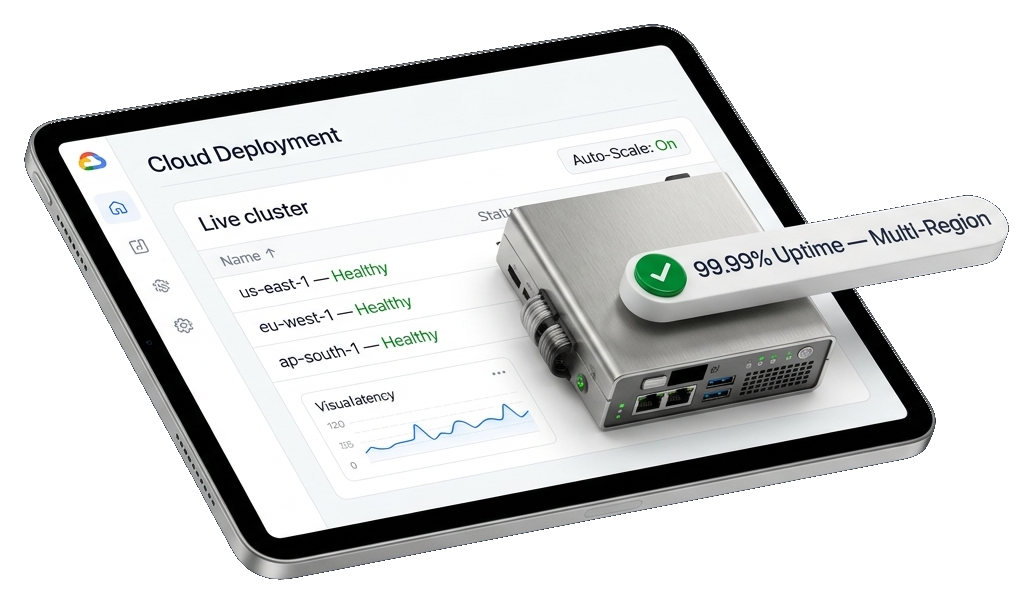 Cloud Deployment
Auto-Scale: On
Live cluster
Name ↑
us-east-1 — Healthy
eu-west-1 — Healthy
ap-south-1 — Healthy
99.99% Uptime — Multl-Region
Visualatency
120
0